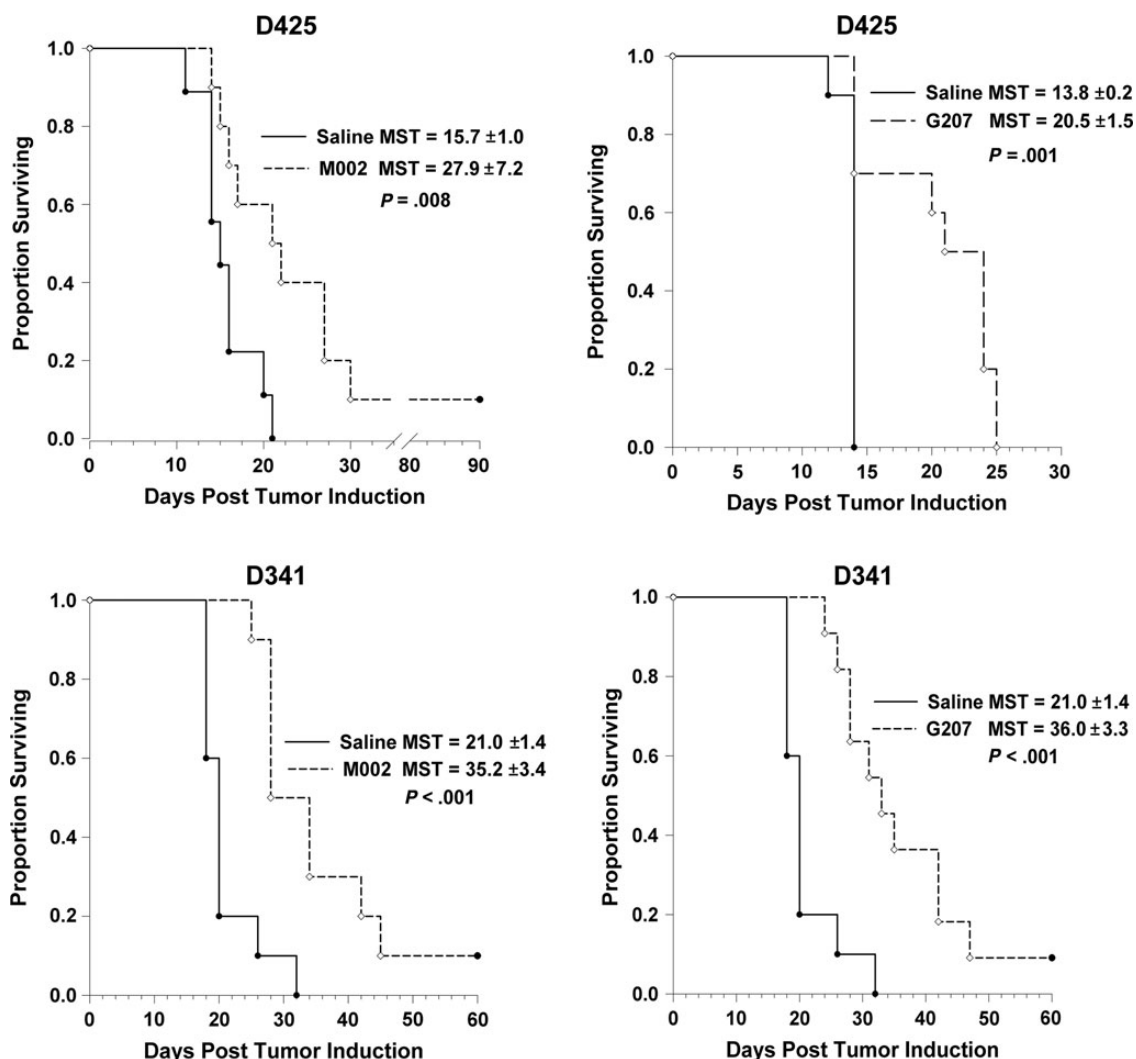 D425
Proportion Surviving
1.0
0.8
0.6
0.4
0.2
0.0
Saline MST = 15.7 ±1.0
M002 MST = 27.9 ±7.2
P = .008
0 10 20 30 80 90
Days Post Tumor Induction
D425
Proportion Surviving
1.0
0.8
0.6
0.4
0.2
0.0
Saline MST = 13.8 ±0.2
G207 MST = 20.5 ±1.5
P = .001
0 5 10 15 20 25 30
Days Post Tumor Induction
D341
Proportion Surviving
1.0
0.8
0.6
0.4
0.2
0.0
Saline MST = 21.0 ±1.4
M002 MST = 35.2 ±3.4
P < .001
0 10 20 30 40 50 60
Days Post Tumor Induction
D341
Proportion Surviving
1.0
0.8
0.6
0.4
0.2
0.0
Saline MST = 21.0 ±1.4
G207 MST = 36.0 ±3.3
P < .001
0 10 20 30 40 50 60
Days Post Tumor Induction